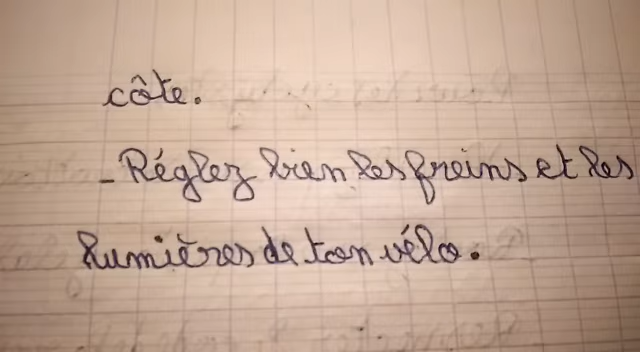 côte.
- Réglez bien les freins et les
lumières de ton vélo.